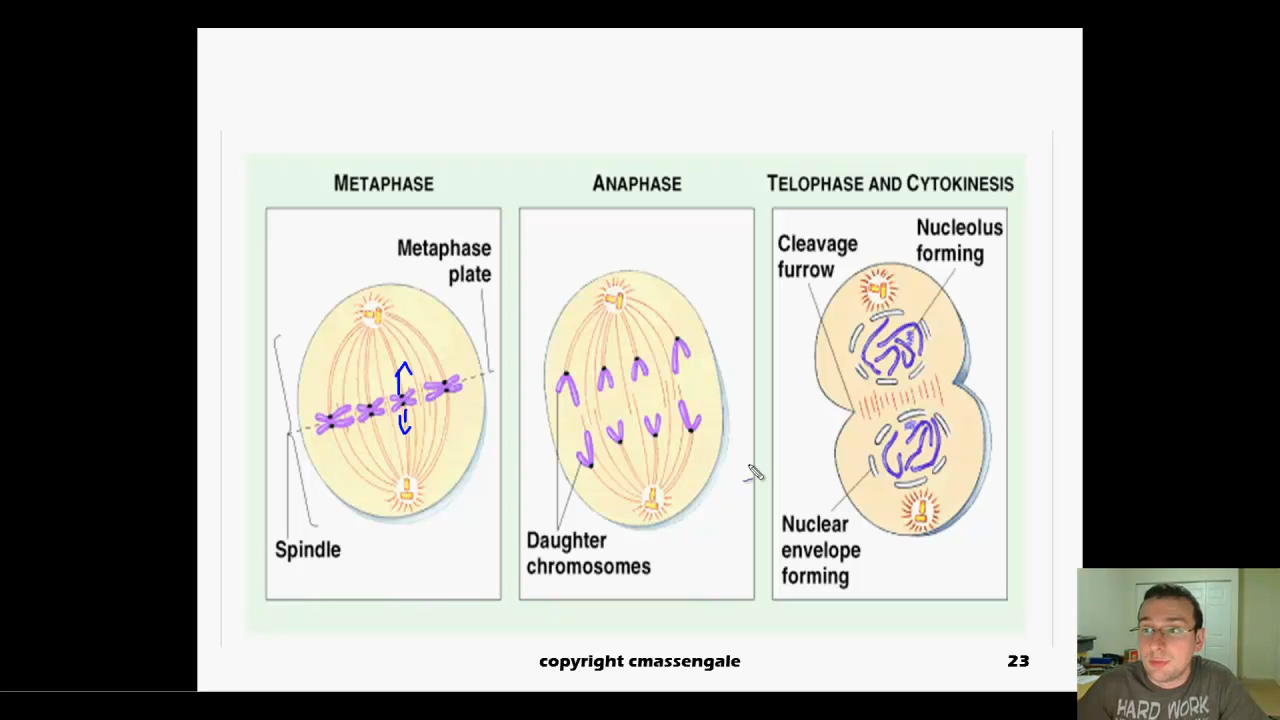 METAPHASE
Metaphase
plate
Spindle
ANAPHASE
Daughter
chromosomes
TELOPHASE AND CYTOKINESIS
Cleavage
furrow
Nucleolus
forming
Nuclear
envelope
forming
copyright cmassengale
23
HARD WORK